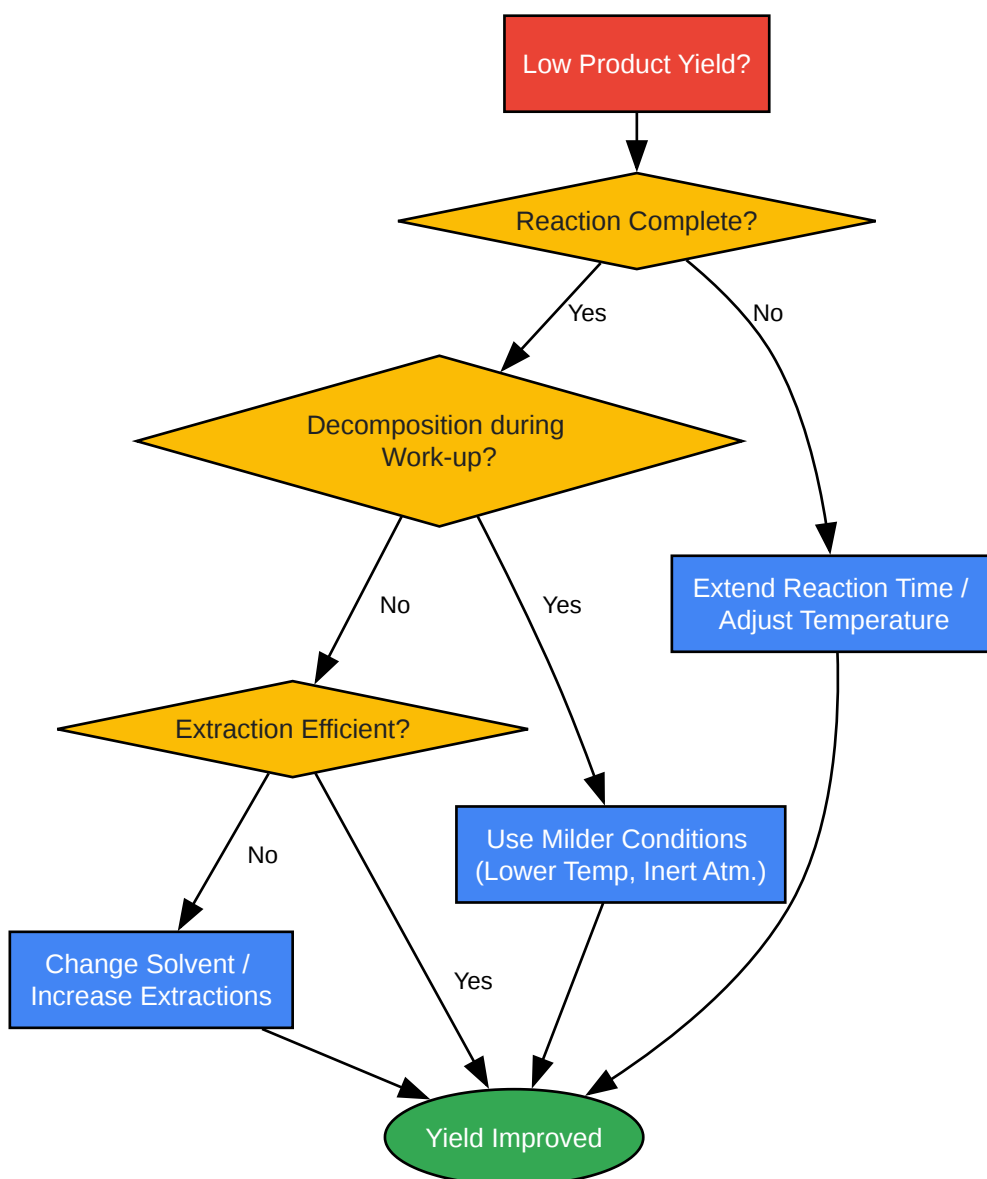 Low Product Yield?
Reaction Complete?
Yes
No
Decomposition during
Work-up?
No
Yes
Extend Reaction Time /
Adjust Temperature
Extraction Efficient?
No
Yes
Use Milder Conditions
(Lower Temp, Inert Atm.)
Change Solvent /
Increase Extractions
Yield Improved